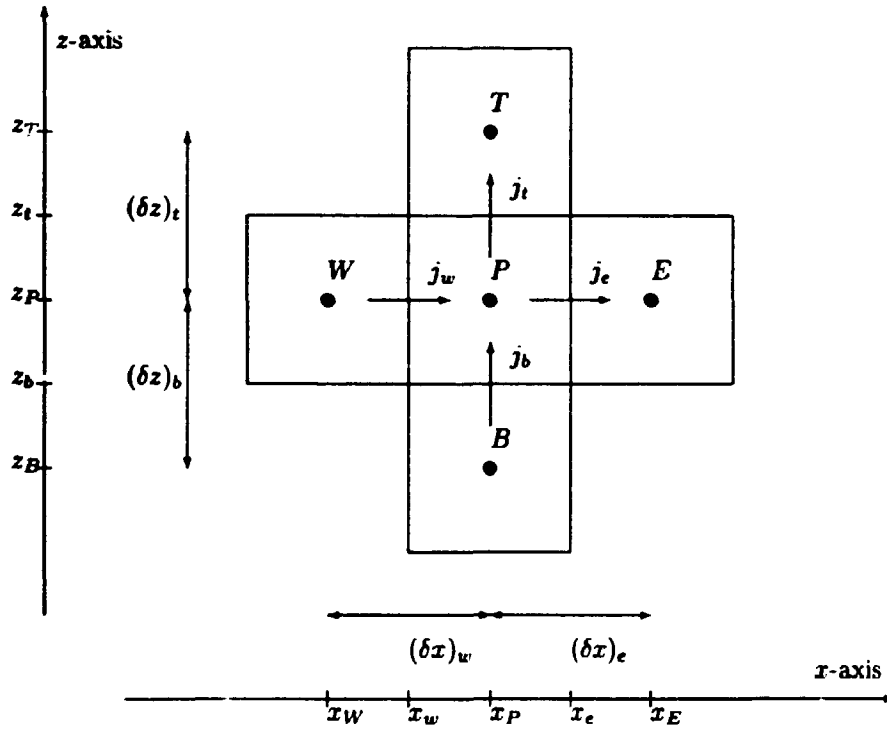 z-axis
T
z_T
j_t
z_t
(δz)_t
W
j_w
P
j_e
E
z_P
j_b
z_b
(δz)_b
B
z_B
(δx)_w
(δx)_e
x-axis
x_W
x_w
x_P
x_e
x_E